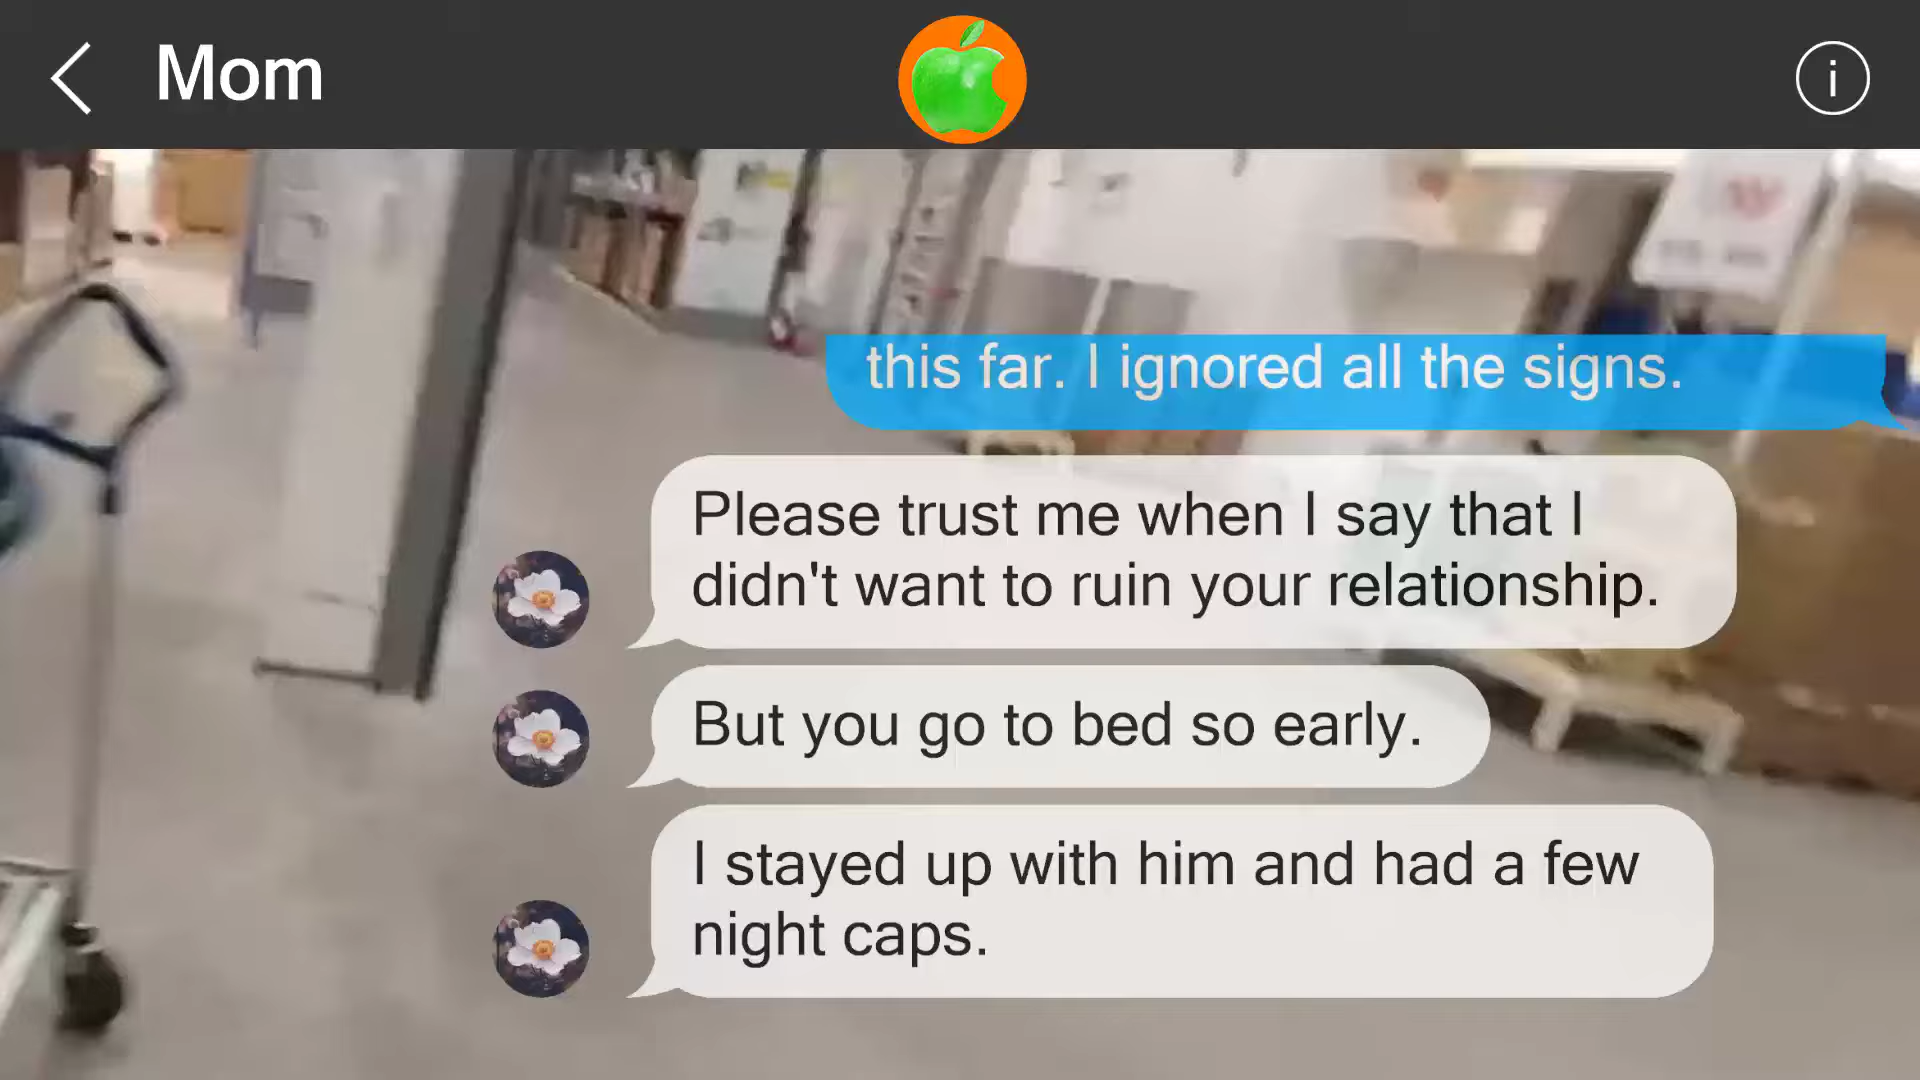 Mom
this far. I ignored all the signs.
Please trust me when I say that I
didn't want to ruin your relationship.
But you go to bed so early.
I stayed up with him and had a few
night caps.